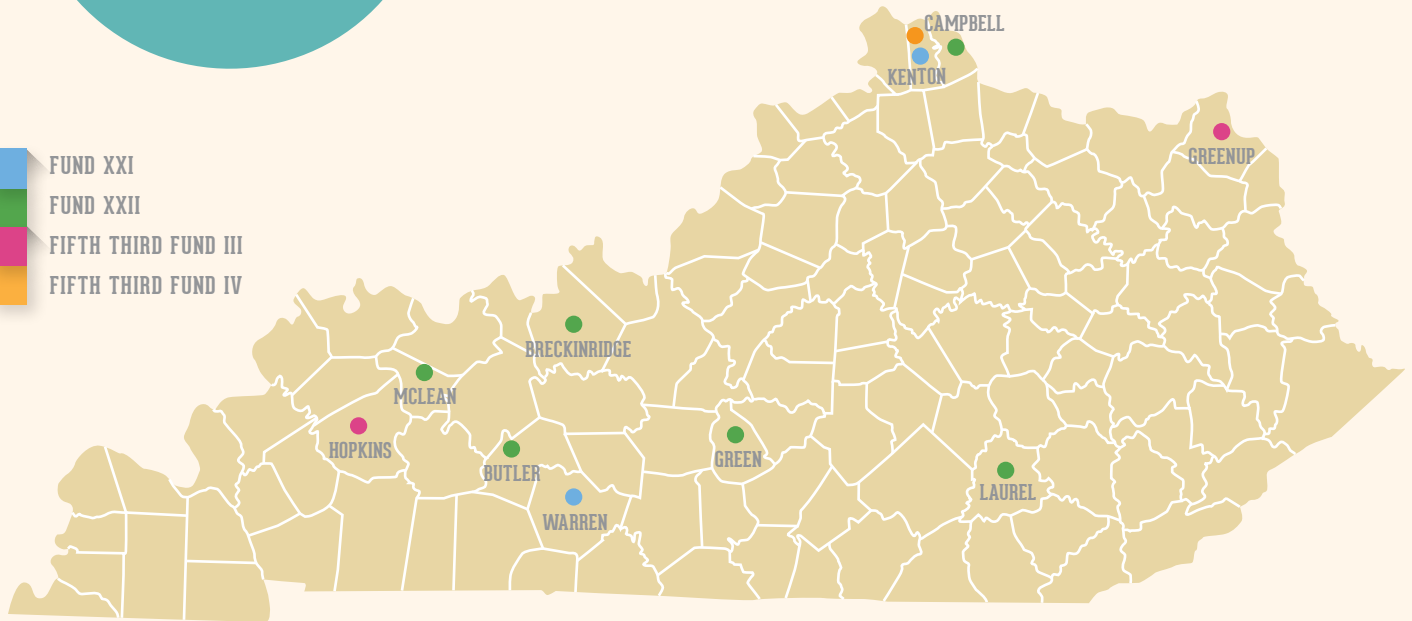 CAMPBELL
KENTON
GREENUP
FUND XXI
FUND XXII
FIFTH THIRD FUND III
FIFTH THIRD FUND IV
BRECKINRIDGE
MCLEAN
HOPKINS
BUTLER
GREEN
LAUREL
WARREN